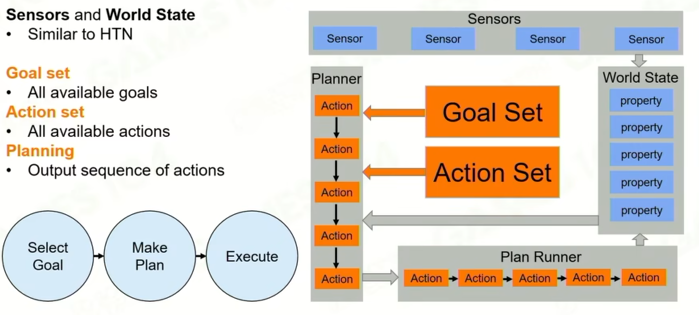 Sensors and World State
• Similar to HTN
Goal set
• All available goals
Action set
• All available actions
Planning
• Output sequence of actions
Select
Goal
Make
Plan
Execute
Sensors
Sensor
Sensor
Sensor
Sensor
Planner
Action
Action
Action
Action
Action
Goal Set
Action Set
World State
property
property
property
property
property
Plan Runner
Action
Action
Action
Action
Action